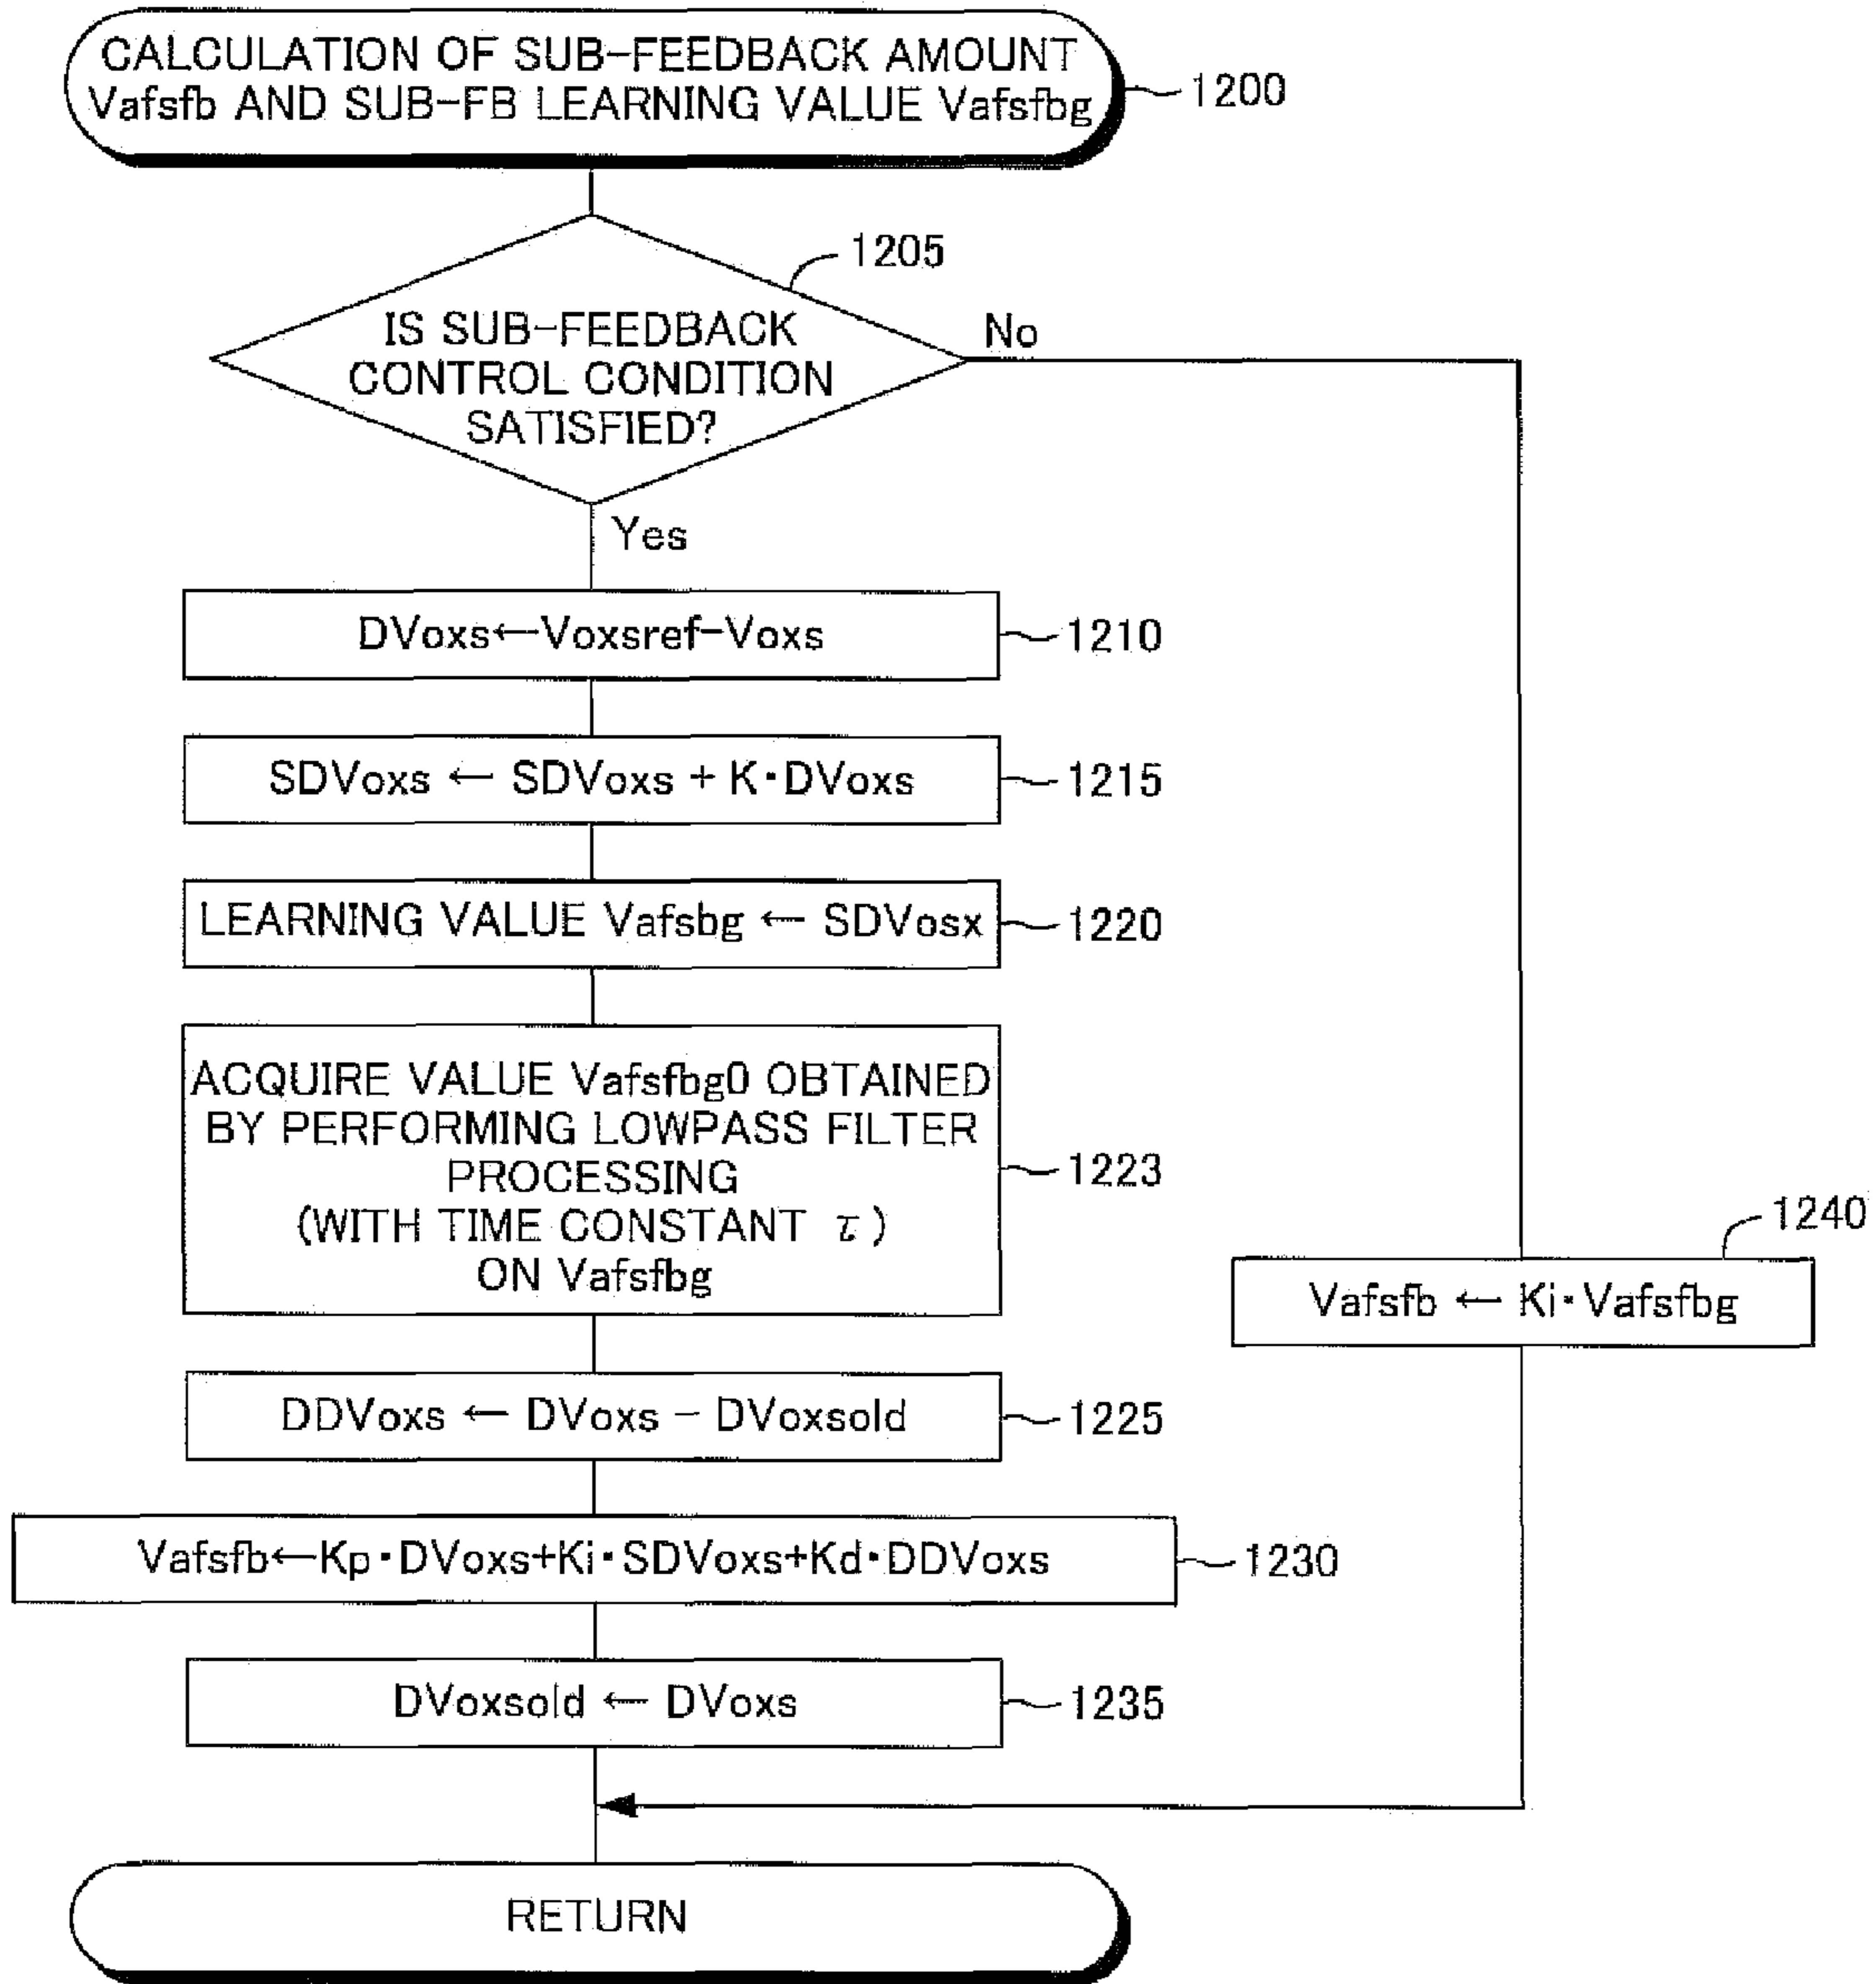 CALCULATION OF SUB-FEEDBACK AMOUNT
Vafsfb AND SUB-FB LEARNING VALUE Vafsfbg
1200
1205
IS SUB-FEEDBACK
CONTROL CONDITION
SATISFIED?
No
Yes
DVoxs←Voxsref-Voxs
1210
SDVoxs ← SDVoxs + K·DVoxs
1215
LEARNING VALUE Vafsbg ← SDVosx
1220
ACQUIRE VALUE Vafsfbg0 OBTAINED
BY PERFORMING LOWPASS FILTER
PROCESSING
(WITH TIME CONSTANT τ)
ON Vafsfbg
1223
1240
Vafsfb ← Ki·Vafsfbg
DDVoxs ← DVoxs - DVoxsold
1225
Vafsfb←Kp·DVoxs+Ki·SDVoxs+Kd·DDVoxs
1230
DVoxsold ← DVoxs
1235
RETURN